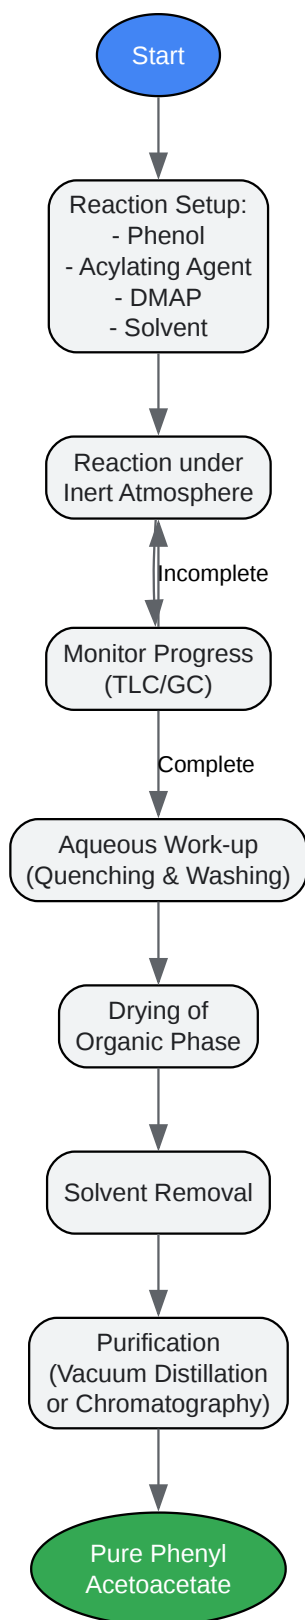 Start
Reaction Setup:
- Phenol
- Acylating Agent
- DMAP
- Solvent
Reaction under
Inert Atmosphere
Incomplete
Monitor Progress
(TLC/GC)
Complete
Aqueous Work-up
(Quenching & Washing)
Drying of
Organic Phase
Solvent Removal
Purification
(Vacuum Distillation
or Chromatography)
Pure Phenyl
Acetoacetate